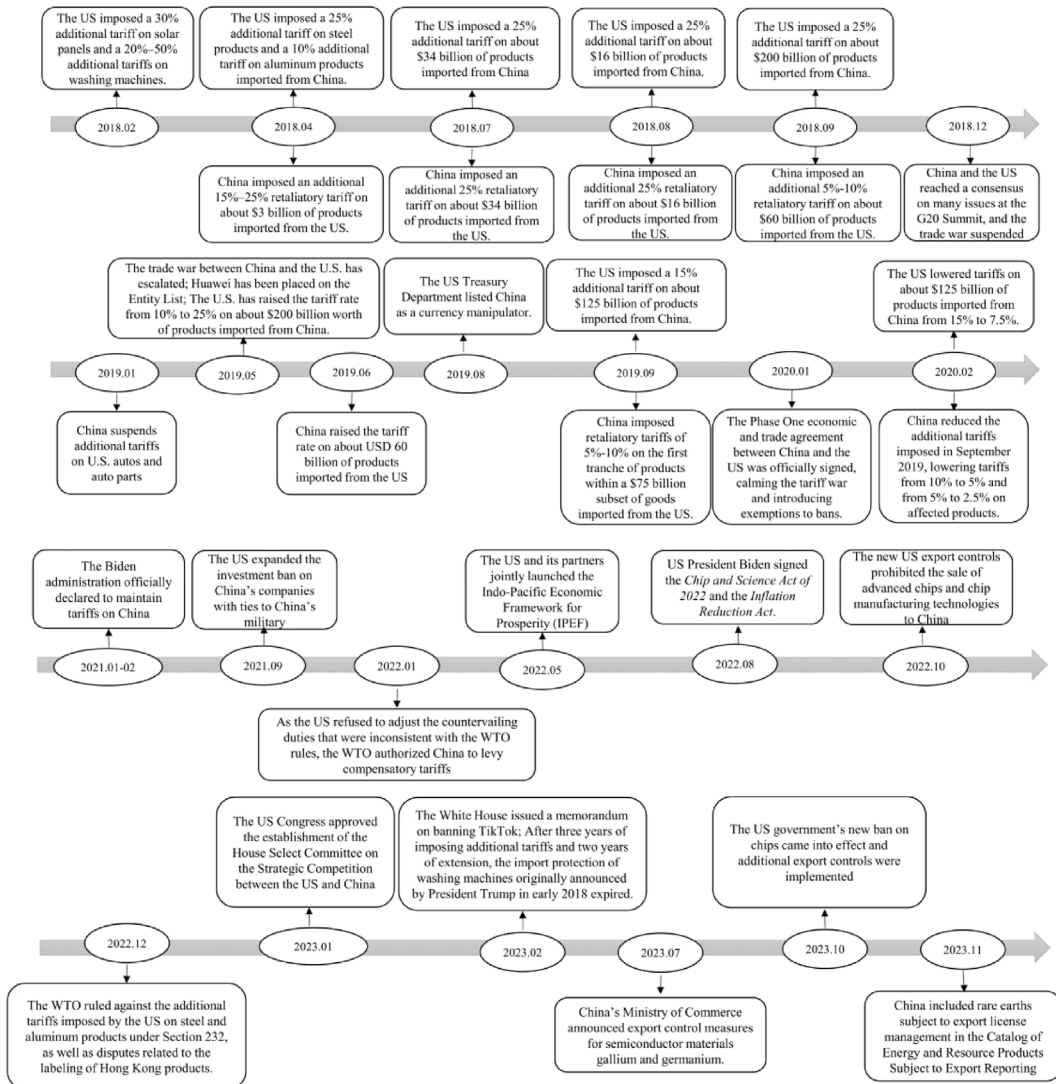 The US imposed a 30%
additional tariff on solar
panels and a 20%–50%
additional tariffs on
washing machines.
The US imposed a 25%
additional tariff on steel
products and a 10% additional
tariff on aluminum products
imported from China.
The US imposed a 25%
additional tariff on about
$34 billion of products
imported from China
The US imposed a 25%
additional tariff on about
$16 billion of products
imported from China.
The US imposed a 25%
additional tariff on about
$200 billion of products
imported from China.
2018.02
2018.04
2018.07
2018.08
2018.09
2018.12
China imposed an additional
15%–25% retaliatory tariff on
about $3 billion of products
imported from the US.
China imposed an
additional 25% retaliatory
tariff on about $34 billion
of products imported from
the US.
China imposed an
additional 25% retaliatory
tariff on about $16 billion
of products imported from
the US.
China imposed an
additional 5%-10%
retaliatory tariff on about
$60 billion of products
imported from the US.
China and the US
reached a consensus
on many issues at the
G20 Summit, and the
trade war suspended
The trade war between China and the U.S. has
escalated; Huawei has been placed on the
Entity List; The U.S. has raised the tariff rate
from 10% to 25% on about $200 billion worth
of products imported from China.
The US Treasury
Department listed China
as a currency manipulator.
The US imposed a 15%
additional tariff on about
$125 billion of products
imported from China.
The US lowered tariffs on
about $125 billion of
products imported from
China from 15% to 7.5%.
2019.01
2019.05
2019.06
2019.08
2019.09
2020.01
2020.02
China suspends
additional tariffs
on U.S. autos and
auto parts
China raised the tariff
rate on about USD 60
billion of products
imported from the US
China imposed
retaliatory tariffs of
5%-10% on the first
tranche of products
within a $75 billion
subset of goods
imported from the US.
The Phase One economic
and trade agreement
between China and the
US was officially signed,
calming the tariff war
and introducing
exemptions to bans.
China reduced the
additional tariffs
imposed in September
2019, lowering tariffs
from 10% to 5% and
from 5% to 2.5% on
affected products.
The Biden
administration officially
declared to maintain
tariffs on China
The US expanded the
investment ban on
China's companies
with ties to China's
military
The US and its partners
jointly launched the
Indo-Pacific Economic
Framework for
Prosperity (IPEF)
US President Biden signed
the Chip and Science Act of
2022 and the Inflation
Reduction Act.
The new US export controls
prohibited the sale of
advanced chips and chip
manufacturing technologies
to China
2021.01-02
2021.09
2022.01
2022.05
2022.08
2022.10
As the US refused to adjust the countervailing
duties that were inconsistent with the WTO
rules, the WTO authorized China to levy
compensatory tariffs
The US Congress approved
the establishment of the
House Select Committee on
the Strategic Competition
between the US and China
The White House issued a memorandum
on banning TikTok; After three years of
imposing additional tariffs and two years
of extension, the import protection of
washing machines originally announced
by President Trump in early 2018 expired.
The US government's new ban on
chips came into effect and
additional export controls were
implemented
2022.12
2023.01
2023.02
2023.07
2023.10
2023.11
The WTO ruled against the additional
tariffs imposed by the US on steel and
aluminum products under Section 232,
as well as disputes related to the
labeling of Hong Kong products.
China's Ministry of Commerce
announced export control measures
for semiconductor materials
gallium and germanium.
China included rare earths
subject to export license
management in the Catalog of
Energy and Resource Products
Subject to Export Reporting